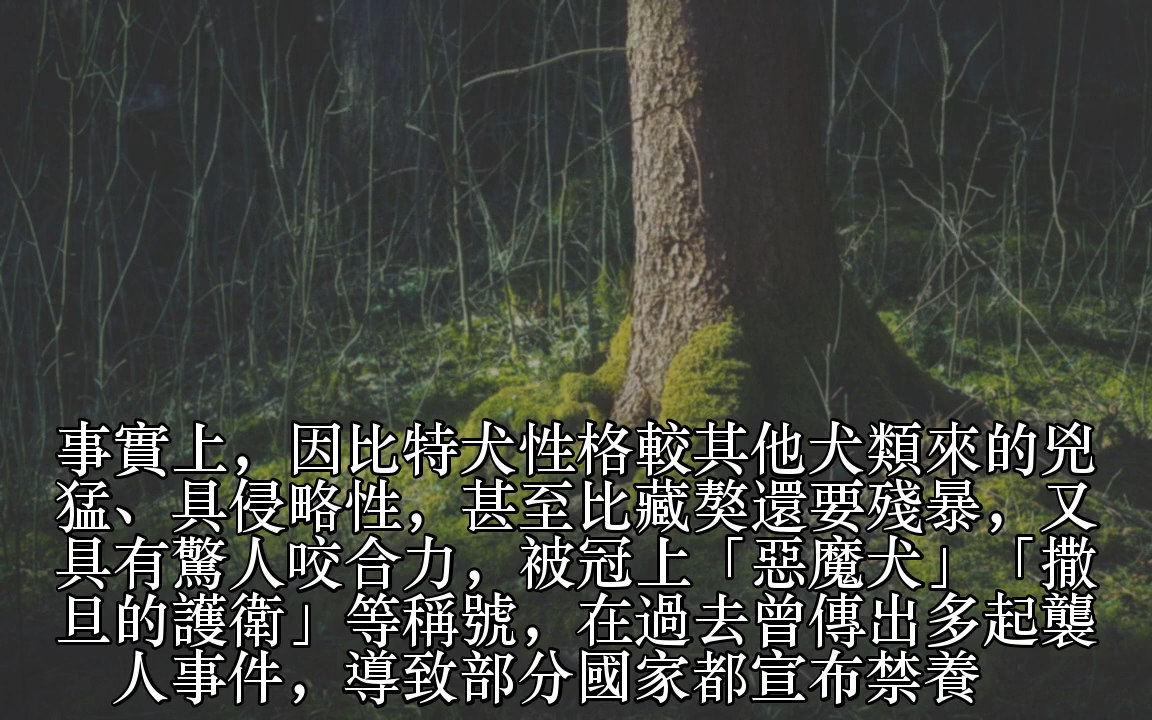 事實上，因比特犬性格較其他犬類來的兇
猛、具侵略性，甚至比藏獒還要殘暴，又
具有驚人咬合力，被冠上「惡魔犬」「撒
旦的護衛」等稱號，在過去曾傳出多起襲
人事件，導致部分國家都宣布禁養